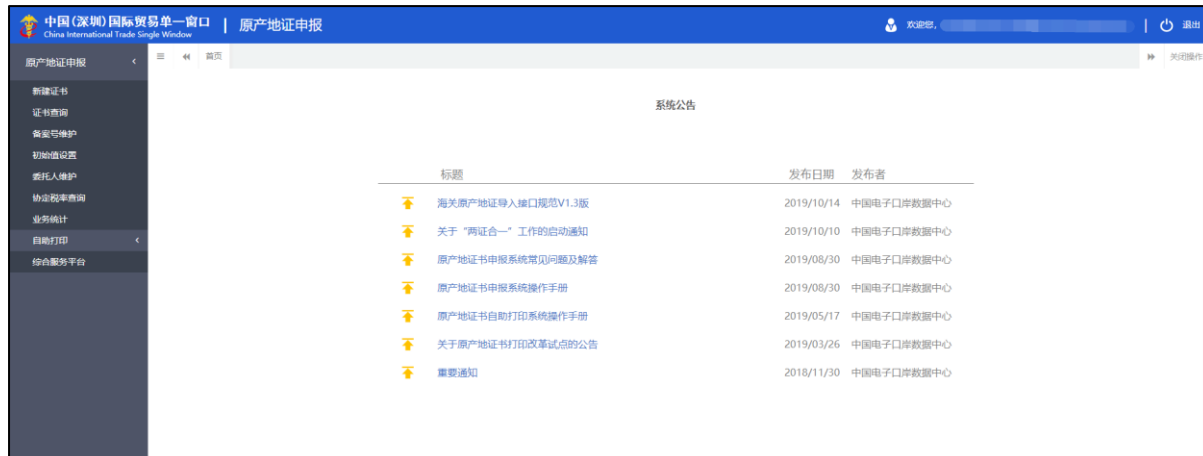 中国(深圳)国际贸易单一窗口 | 原产地证申报
China International Trade Single Window
欢迎您,
退出
原产地证申报
首页
关闭操作
新建证书
证书查询
备案号维护
初始值设置
委托人维护
协定税率查询
业务统计
自助打印
综合服务平台
系统公告
标题 发布日期 发布者
海关原产地证导入接口规范V1.3版 2019/10/14 中国电子口岸数据中心
关于“两证合一”工作的启动通知 2019/10/10 中国电子口岸数据中心
原产地证书申报系统常见问题及解答 2019/08/30 中国电子口岸数据中心
原产地证书申报系统操作手册 2019/08/30 中国电子口岸数据中心
原产地证书自助打印系统操作手册 2019/05/17 中国电子口岸数据中心
关于原产地证书打印改革试点的公告 2019/03/26 中国电子口岸数据中心
重要通知 2018/11/30 中国电子口岸数据中心